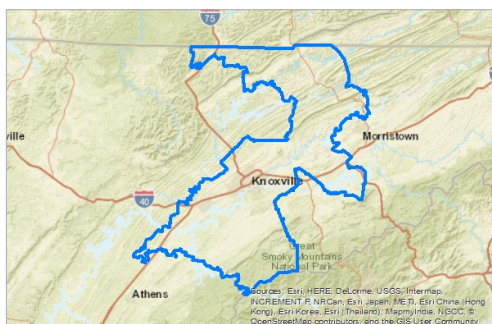 75
ville
Morristown
Knoxville
40
Great
Smoky Mountains
National Park
Athens
Sources: Esri, HERE, DeLorme, USGS, Intermap,
INCREMENT P, NRCan, Esri Japan, METI, Esri China (Hong
Kong), Esri Korea, Esri (Thailand), MapmyIndia, NGCC, ©
OpenStreetMap contributors, and the GIS User Community